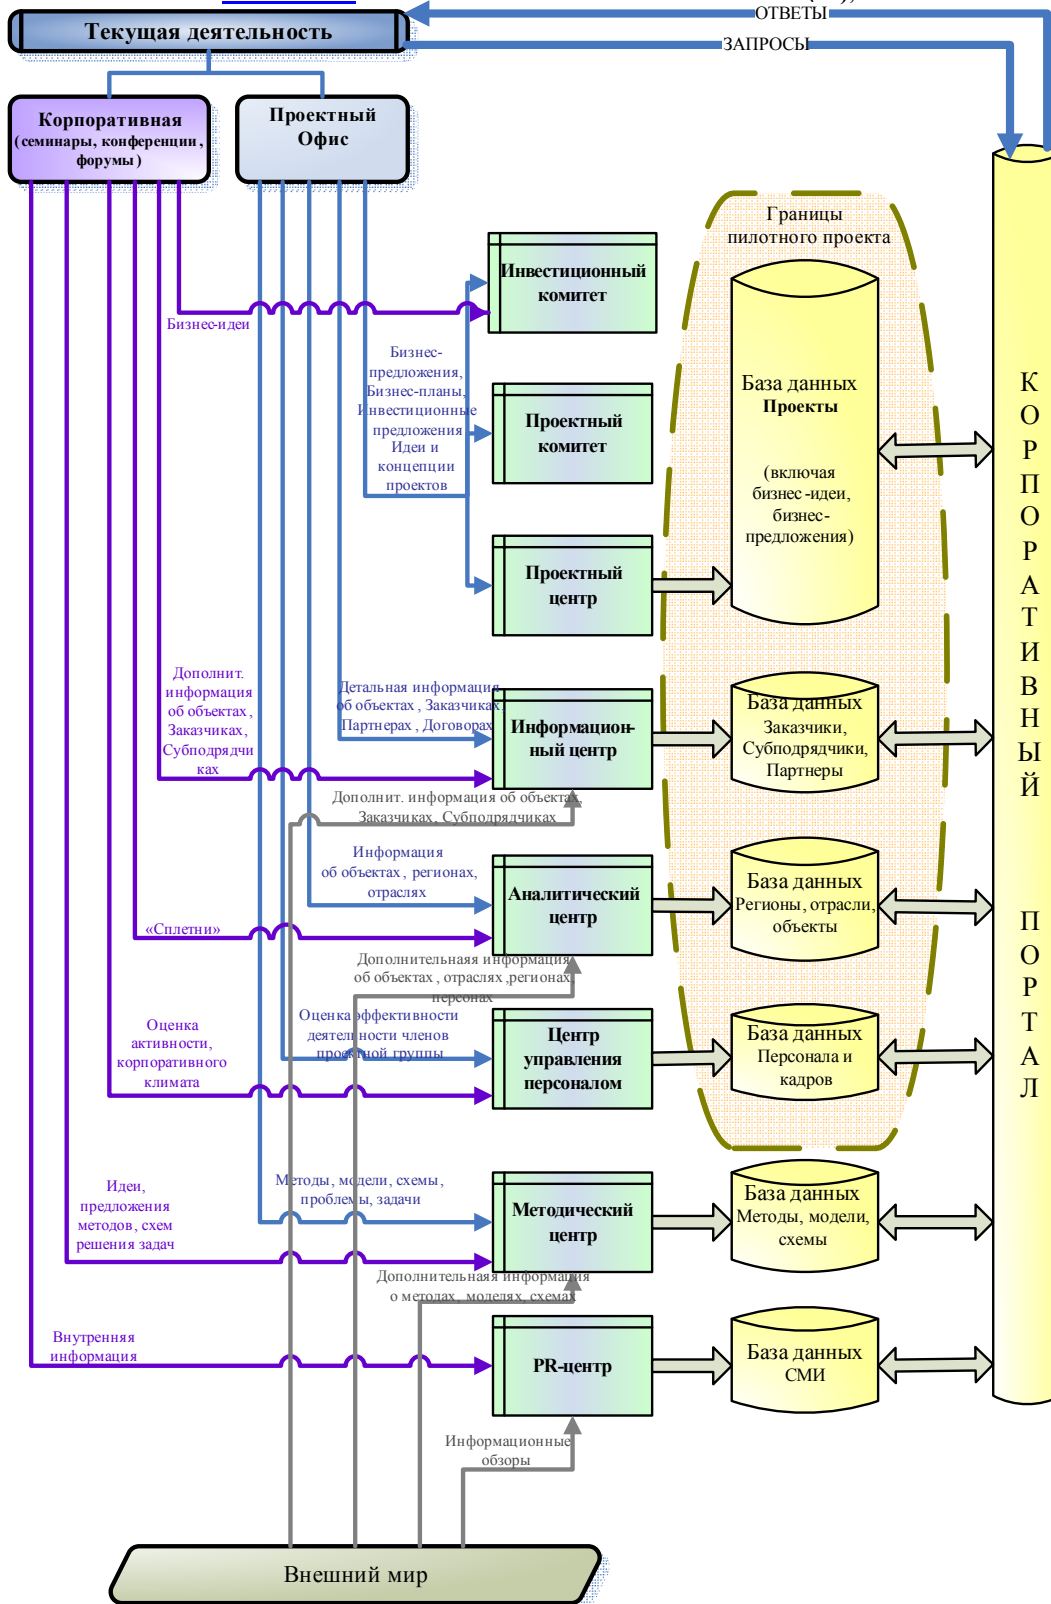 ОТВЕТЫ
Текущая деятельность
ЗАПРОСЫ
Корпоративная
(семинары, конференции,
форумы)
Проектный
Офис
Границы
пилотного проекта
Инвестиционный
комитет
Бизнес-идеи
Бизнес-
предложения,
Бизнес-планы,
Инвестиционные
предложения
Идеи и
концепции
проектов
Проектный
комитет
База данных
Проекты
(включая
бизнес-идеи,
бизнес-
предложения)
Проектный
центр
КОРПОРАТИВНЫЙ ПОРТАЛ
Дополнит.
информация
об объектах,
Заказчиках,
Субподрядчи
ках
Детальная информация
об объектах, Заказчиках,
Партнерах, Договорах
Информацион-
ный центр
База данных
Заказчики,
Субподрядчики,
Партнеры
Дополнит. информация об объектах,
Заказчиках, Субподрядчиках
Информация
об объектах, регионах,
отраслях
Аналитический
центр
База данных
Регионы, отрасли,
объекты
«Сплетни»
Дополнительнаяя информация
об объектах, отраслях ,регионах,
персонах
Оценка
активности,
корпоративного
климата
Оценка эффективности
деятельности членов
проектной группы
Центр
управления
персоналом
База данных
Персонала и
кадров
Идеи,
предложения
методов, схем
решения задач
Методы, модели, схемы,
проблемы, задачи
Методический
центр
База данных
Методы, модели,
схемы
Дополнительнаяя информация
о методах, моделях, схемах
Внутренняя
информация
PR-центр
База данных
СМИ
Информационные
обзоры
Внешний мир